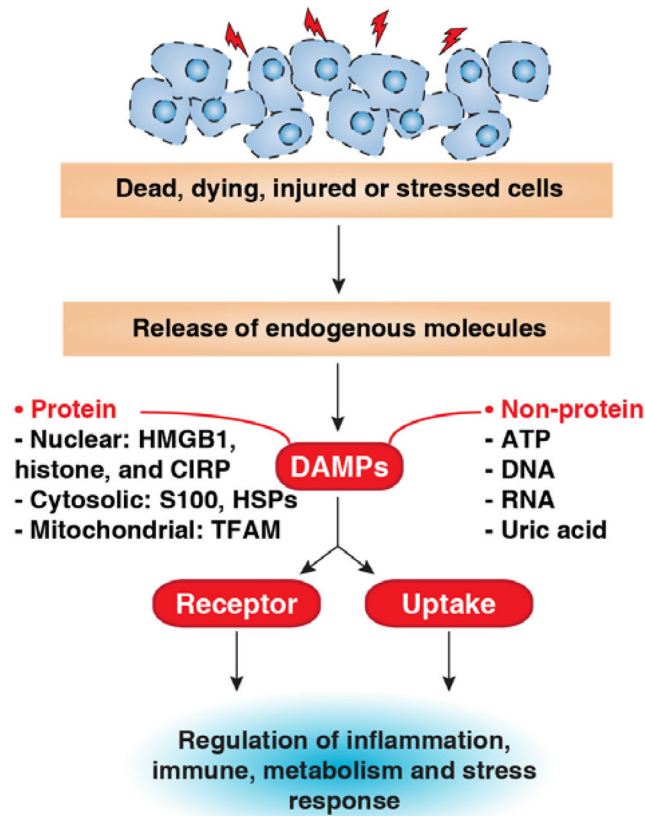 Dead, dying, injured or stressed cells
Release of endogenous molecules
• Protein
- Nuclear: HMGB1,
histone, and CIRP
- Cytosolic: S100, HSPs
- Mitochondrial: TFAM
DAMPs
• Non-protein
- ATP
- DNA
- RNA
- Uric acid
Receptor
Uptake
Regulation of inflammation,
immune, metabolism and stress
response